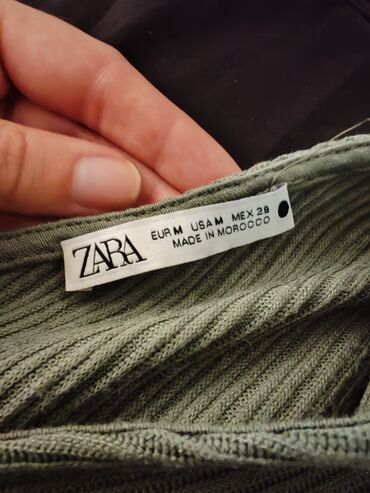 ZARA
EUR M USA M MEX 28
MADE IN MOROCCO